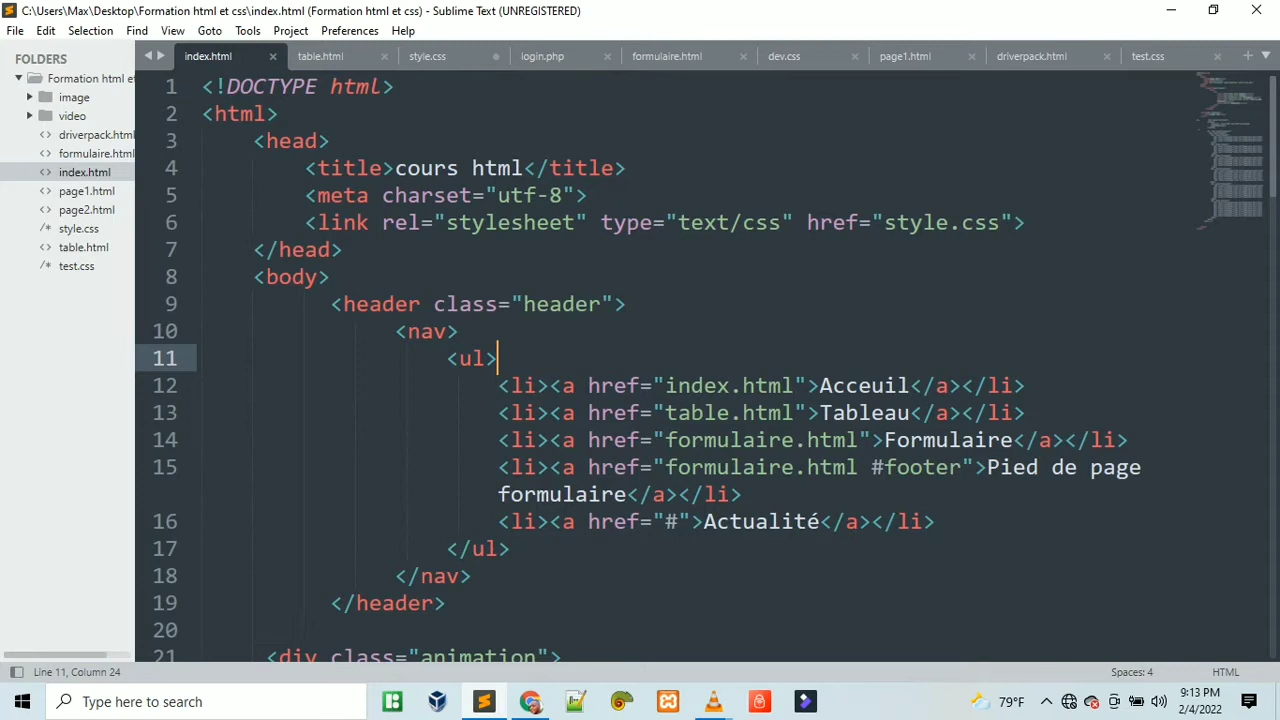 C:\Users\Max\Desktop\Formation html et css\index.html (Formation html et css) - Sublime Text (UNREGISTERED)
File Edit Selection Find View Goto Tools Project Preferences Help
FOLDERS
Formation html et
image
video
driverpack.html
formulaire.html
index.html
page1.html
page2.html
style.css
table.html
test.css
index.html table.html style.css login.php formulaire.html dev.css page1.html driverpack.html test.css
1 <!DOCTYPE html>
2 <html>
3 <head>
4 <title>cours html</title>
5 <meta charset="utf-8">
6 <link rel="stylesheet" type="text/css" href="style.css">
7 </head>
8 <body>
9 <header class="header">
10 <nav>
11 <ul>
12 <li><a href="index.html">Acceuil</a></li>
13 <li><a href="table.html">Tableau</a></li>
14 <li><a href="formulaire.html">Formulaire</a></li>
15 <li><a href="formulaire.html #footer">Pied de page
formulaire</a></li>
16 <li><a href="#">Actualité</a></li>
17 </ul>
18 </nav>
19 </header>
20
21 <div class="animation">
Line 11, Column 24
Spaces: 4 HTML
Type here to search
79°F
9:13 PM
2/4/2022